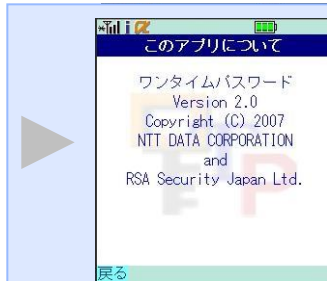 i α
このアプリについて
ワンタイムパスワード
Version 2.0
Copyright (C) 2007
NTT DATA CORPORATION
and
RSA Security Japan Ltd.
戻る